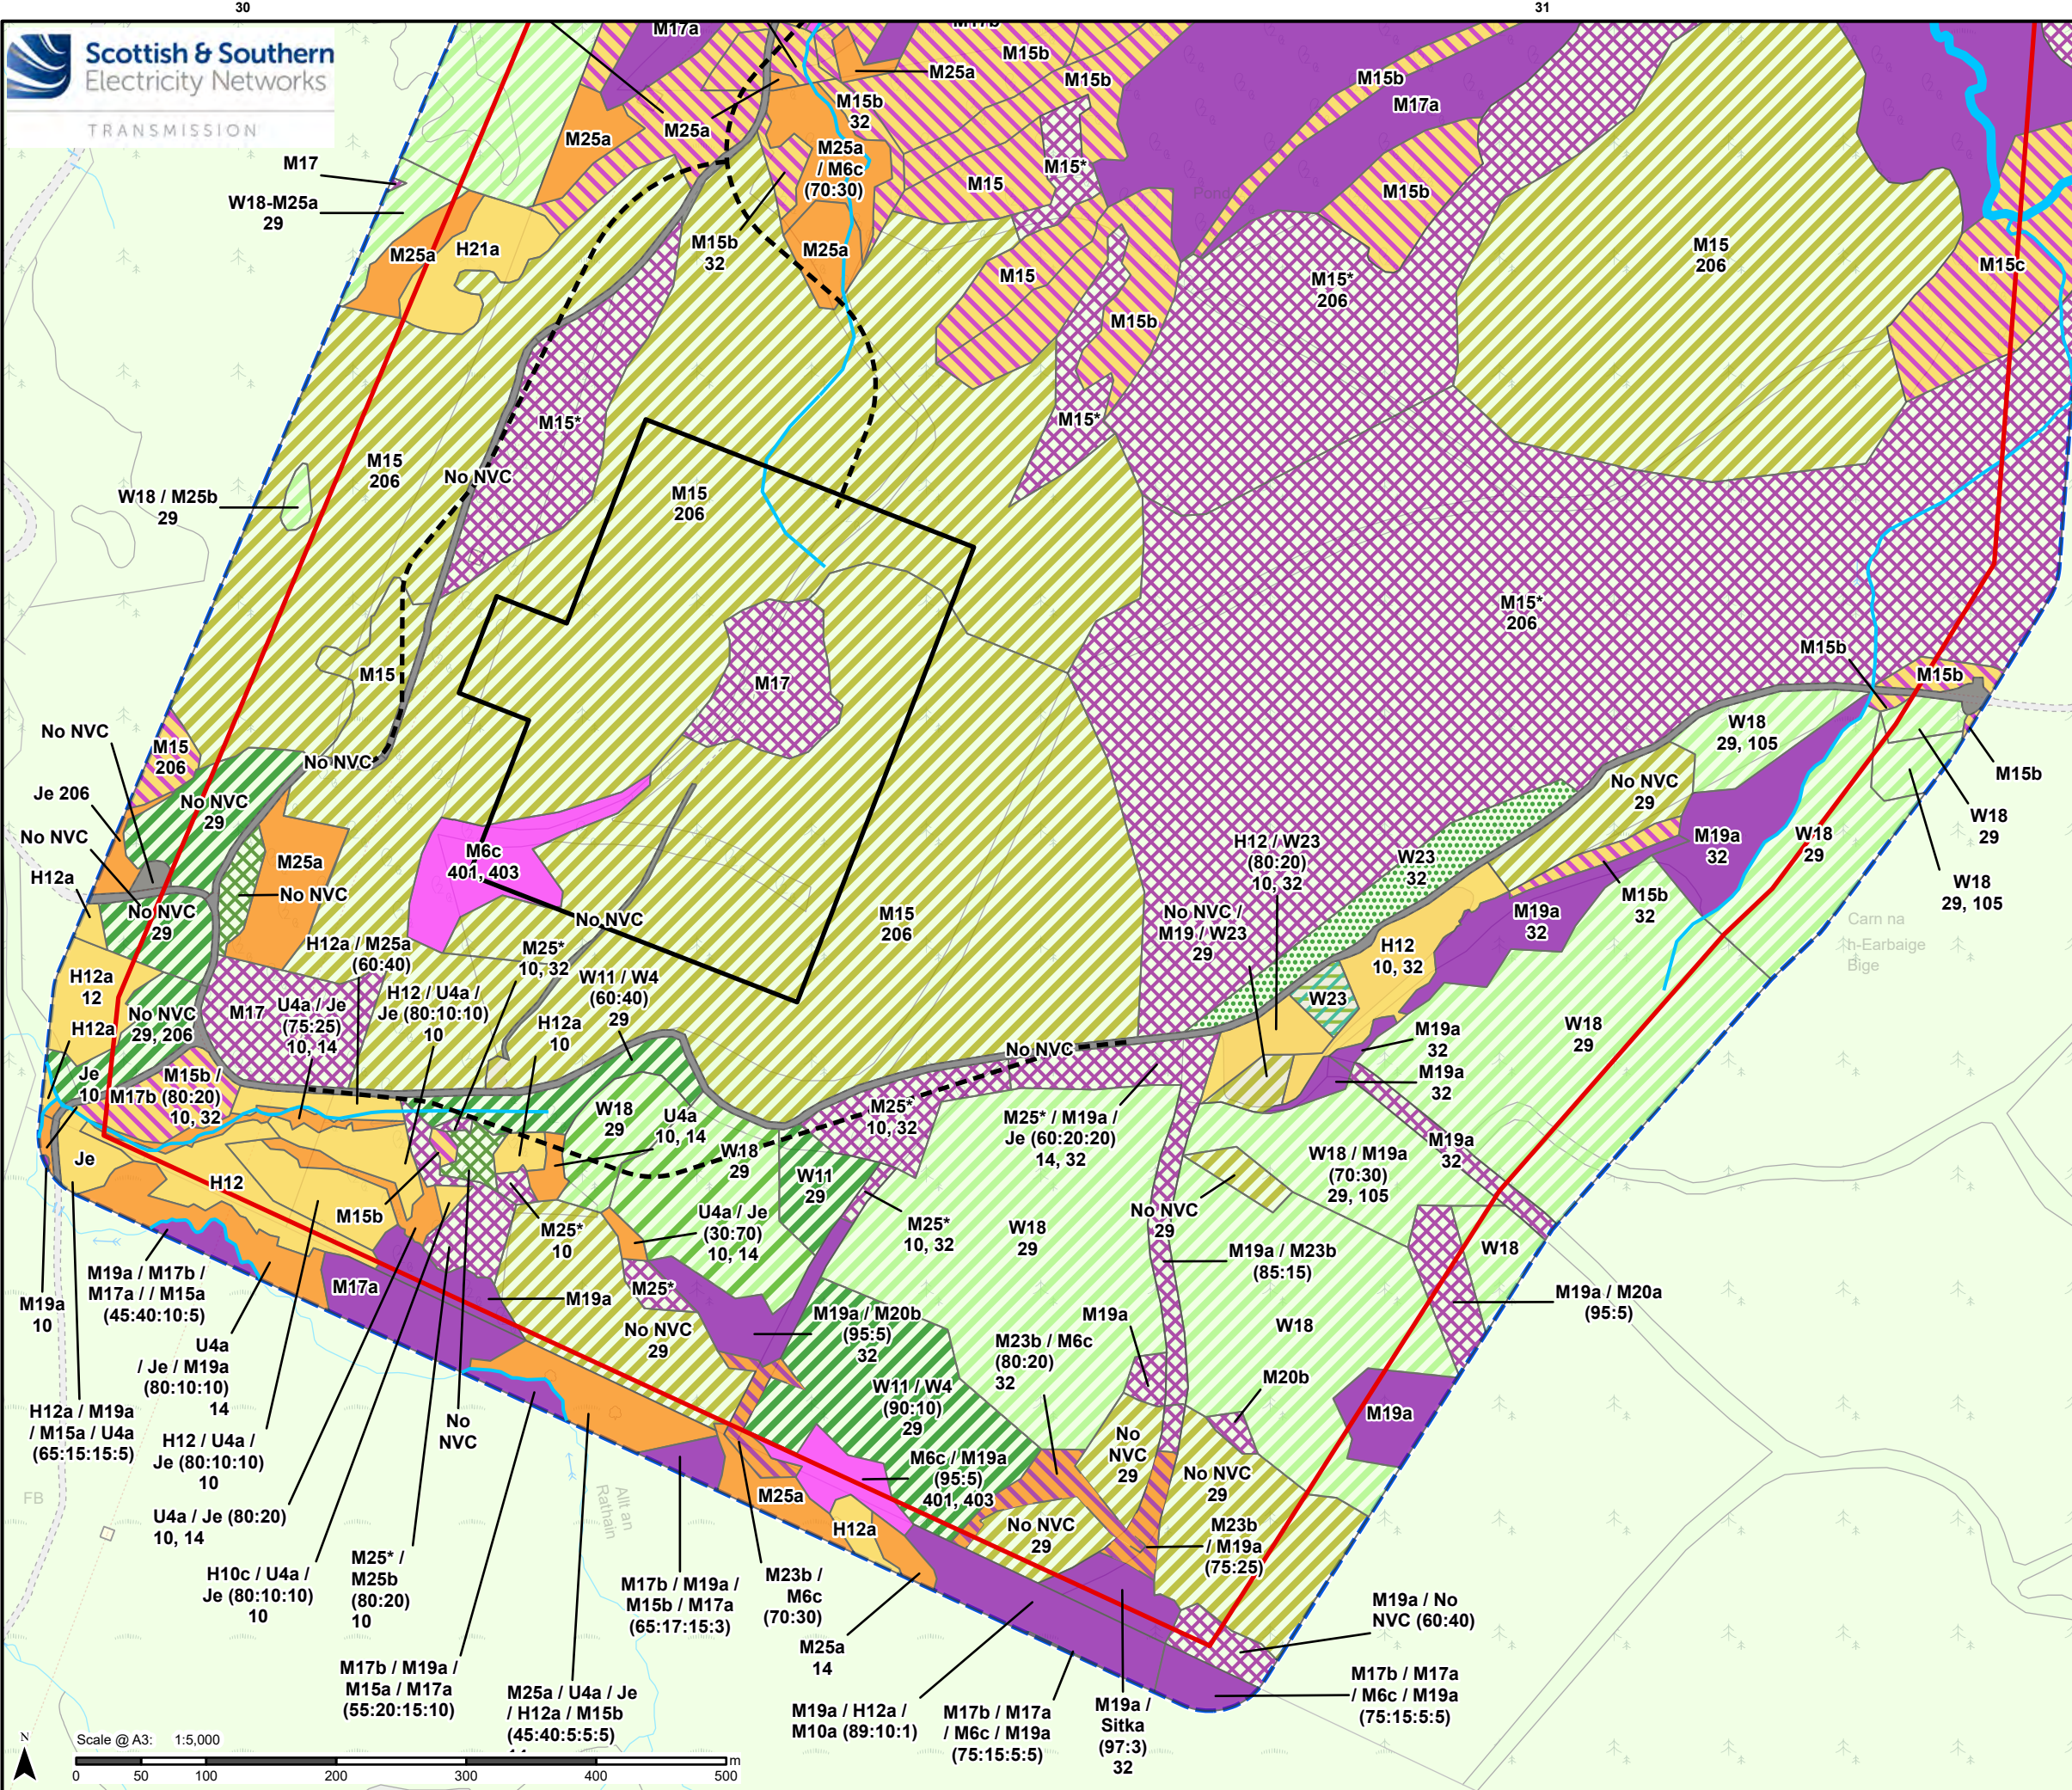 30
31
Scottish & Southern
Electricity Networks
TRANSMISSION
M17a
M17b
M15b
M25a
M15b
M15b
M17a
M15b
32
M25a
M25a
M25a
/ M6c
(70:30)
M15*
M15
M15b
Pond
M17
W18-M25a
29
M25a
H21a
M15b
32
M25a
M15
M15*
206
M15
206
M15c
M15b
M15*
M15*
M15
206
No NVC
M15
206
W18 / M25b
29
M15*
206
M15
M17
M15b
M15b
M15b
No NVC
M15
206
No NVC
W18
29, 105
Je 206
No NVC
29
No NVC
29
W18
29
No NVC
M25a
M6c
401, 403
H12 / W23
(80:20)
10, 32
W23
32
M19a
32
W18
29
W18
29, 105
H12a
No NVC
No NVC
29
No NVC
M15
206
No NVC /
M19 / W23
29
M15b
32
M19a
32
Carn na
h-Earbaige
Bige
H12a / M25a
(60:40)
M25*
10, 32
W11 / W4
(60:40)
29
H12
10, 32
H12a
12
H12 / U4a /
Je (80:10:10)
10
W23
H12a
No NVC
29, 206
M17
U4a / Je
(75:25)
10, 14
H12a
10
M19a
32
W18
29
No NVC
Je
10
M15b /
M17b (80:20)
10, 32
M19a
32
W18
29
U4a
10, 14
M25*
10, 32
M25* / M19a /
Je (60:20:20)
14, 32
W18
29
W11
29
W18 / M19a
(70:30)
29, 105
M19a
32
Je
H12
M15b
M25*
10
U4a / Je
(30:70)
10, 14
M25*
10, 32
W18
29
No NVC
29
W18
M19a / M23b
(85:15)
M19a / M17b /
M17a / / M15a
(45:40:10:5)
M17a
M19a
M25*
M19a / M20a
(95:5)
M19a
10
M19a / M20b
(95:5)
32
M19a
W18
No NVC
29
M23b / M6c
(80:20)
32
U4a
/ Je / M19a
(80:10:10)
14
M20b
W11 / W4
(90:10)
29
M19a
H12a / M19a
/ M15a / U4a
(65:15:15:5)
H12 / U4a /
Je (80:10:10)
10
No
NVC
No
NVC
29
M6c / M19a
(95:5)
401, 403
No NVC
29
FB
M25a
Allt an
Rathain
U4a / Je (80:20)
10, 14
H12a
No NVC
29
M23b
/ M19a
(75:25)
H10c / U4a /
Je (80:10:10)
10
M25* /
M25b
(80:20)
10
M17b / M19a /
M15b / M17a
(65:17:15:3)
M23b /
M6c
(70:30)
M19a / No
NVC (60:40)
M25a
14
M17b / M19a /
M15a / M17a
(55:20:15:10)
M25a / U4a / Je
/ H12a / M15b
(45:40:5:5:5)
M19a / H12a /
M10a (89:10:1)
M17b / M17a
/ M6c / M19a
(75:15:5:5)
M19a /
Sitka
(97:3)
32
M17b / M17a
/ M6c / M19a
(75:15:5:5)
N
Scale @ A3: 1:5,000
m
0 50 100 200 300 400 500